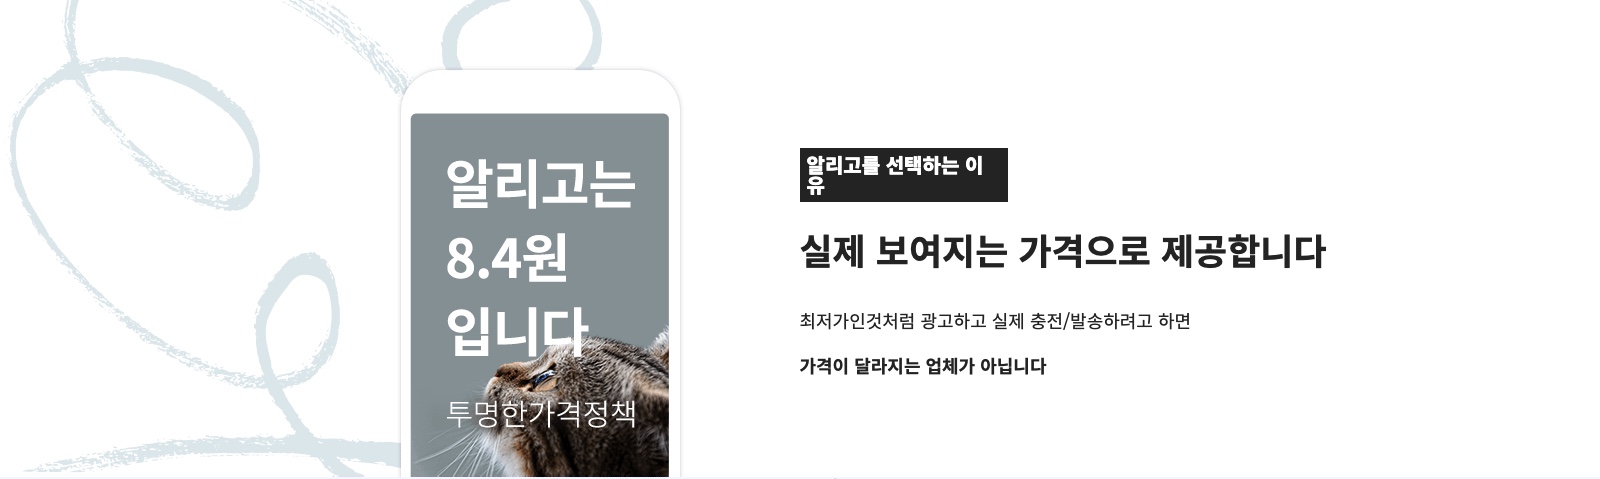 알리고는
8.4원
입니다
투명한가격정책
알리고를 선택하는 이
유
실제 보여지는 가격으로 제공합니다
최저가인것처럼 광고하고 실제 충전/발송하려고 하면
가격이 달라지는 업체가 아닙니다